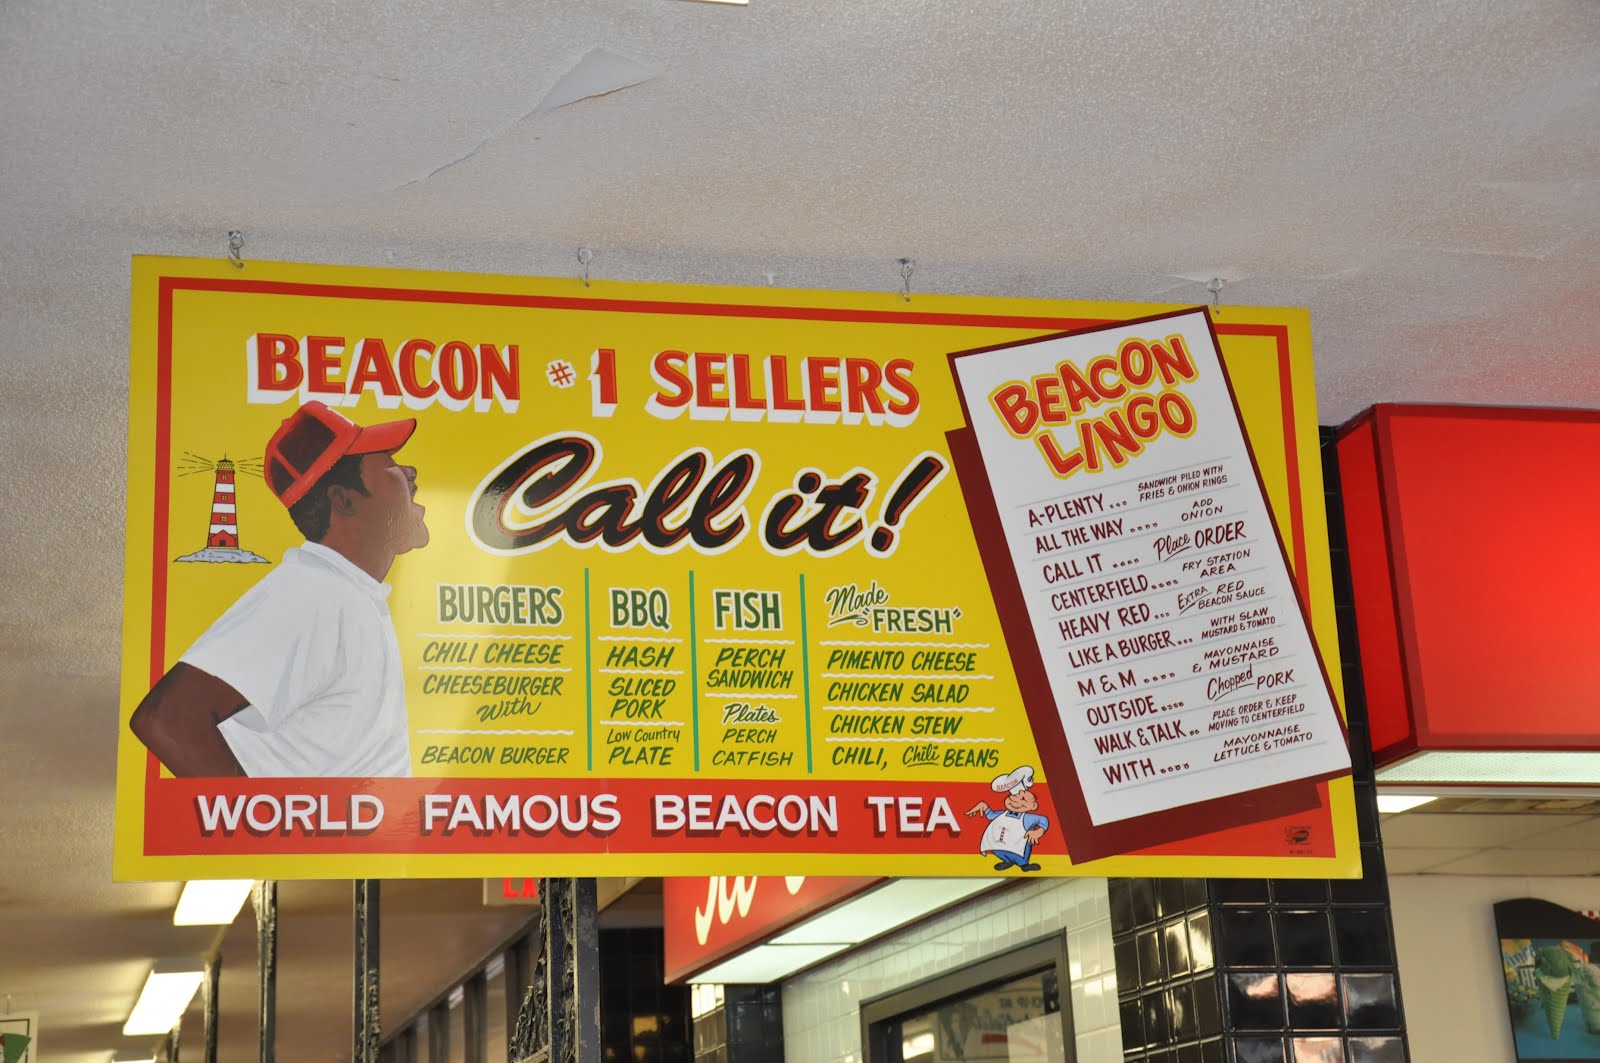 BEACON #1 SELLERS
Call it!
BURGERS
CHILI CHEESE
CHEESEBURGER
With
BEACON BURGER
BBQ
HASH
SLICED
PORK
Low Country
PLATE
FISH
PERCH
SANDWICH
Plates
PERCH
CATFISH
Made
"FRESH"
PIMENTO CHEESE
CHICKEN SALAD
CHICKEN STEW
CHILI, Chili BEANS
WORLD FAMOUS BEACON TEA
BEACON
BEACON
LINGO
A-PLENTY .... SANDWICH PILED WITH
FRIES & ONION RINGS
ALL THE WAY .... ADD
ONION
CALL IT .... Place ORDER
CENTERFIELD .... FRY STATION
AREA
HEAVY RED ... EXTRA RED
BEACON SAUCE
LIKE A BURGER ... WITH SLAW
MUSTARD & TOMATO
M & M .... MAYONNAISE
& MUSTARD
OUTSIDE .... Chopped PORK
WALK & TALK .. PLACE ORDER & KEEP
MOVING TO CENTERFIELD
WITH .... MAYONNAISE
LETTUCE & TOMATO